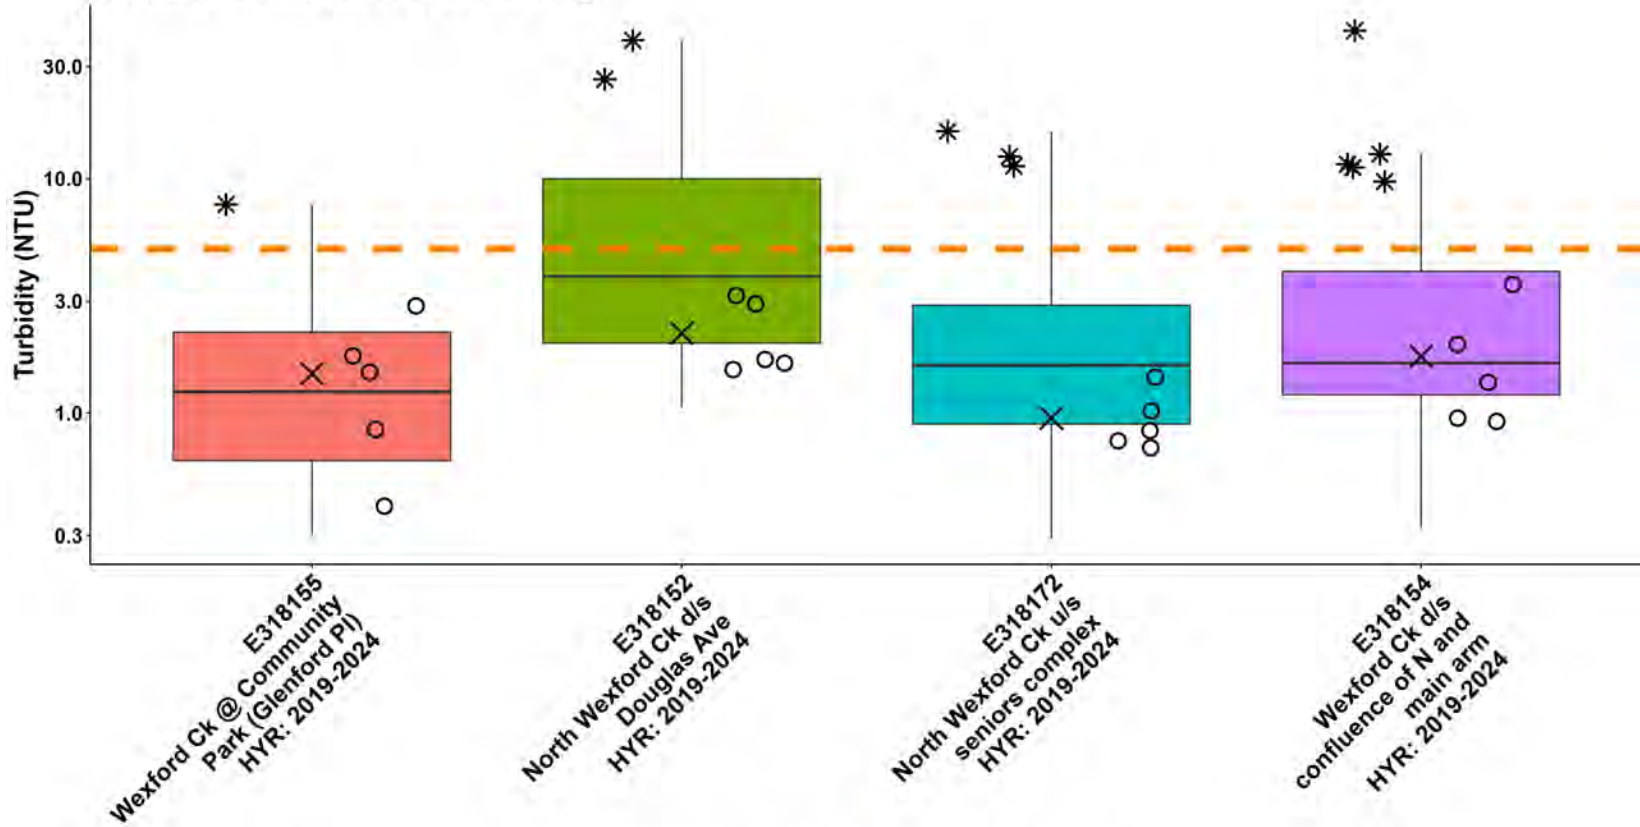 30.0
10.0
3.0
1.0
0.3
Turbidity (NTU)
E318155
Wexford Ck @ Community
Park (Glenford Pl)
HYR: 2019-2024
E318152
North Wexford Ck d/s
Douglas Ave
HYR: 2019-2024
E318172
North Wexford Ck u/s
seniors complex
HYR: 2019-2024
E318154
Wexford Ck d/s
confluence of N and
main arm
HYR: 2019-2024